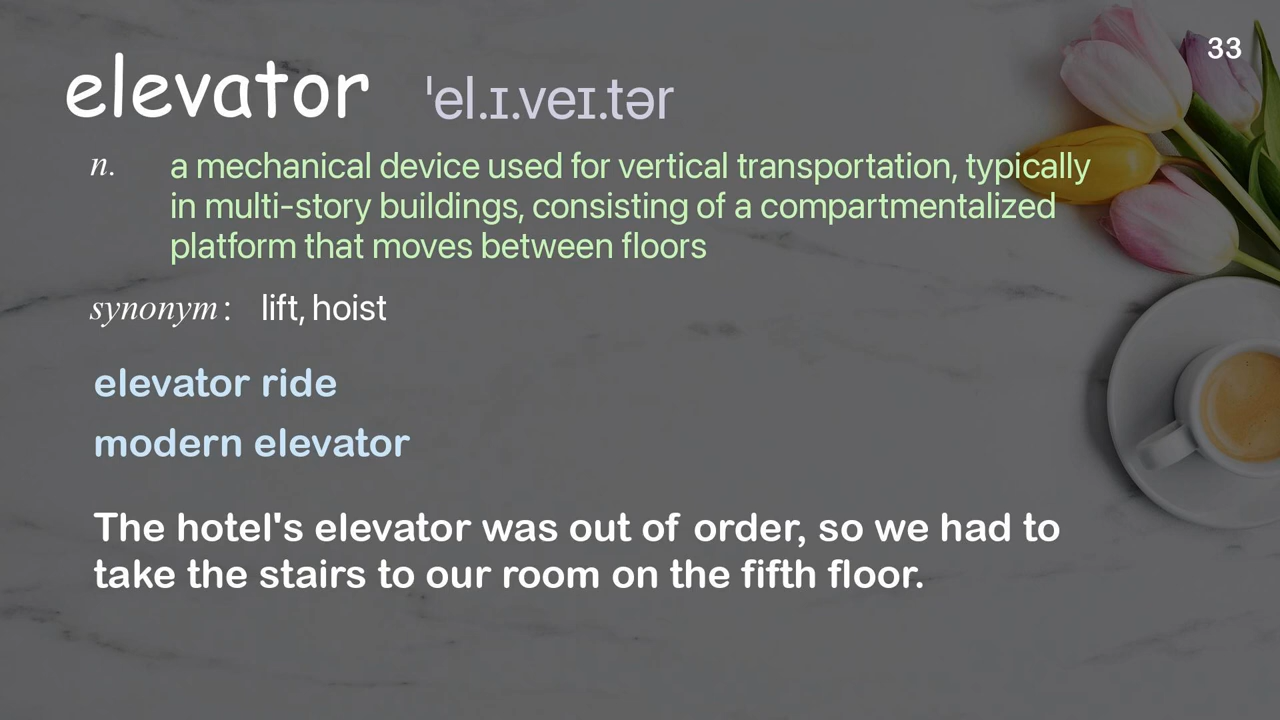 33
elevator ˈel.ɪ.veɪ.tər
n. a mechanical device used for vertical transportation, typically
in multi-story buildings, consisting of a compartmentalized
platform that moves between floors
synonym: lift, hoist
elevator ride
modern elevator
The hotel's elevator was out of order, so we had to
take the stairs to our room on the fifth floor.